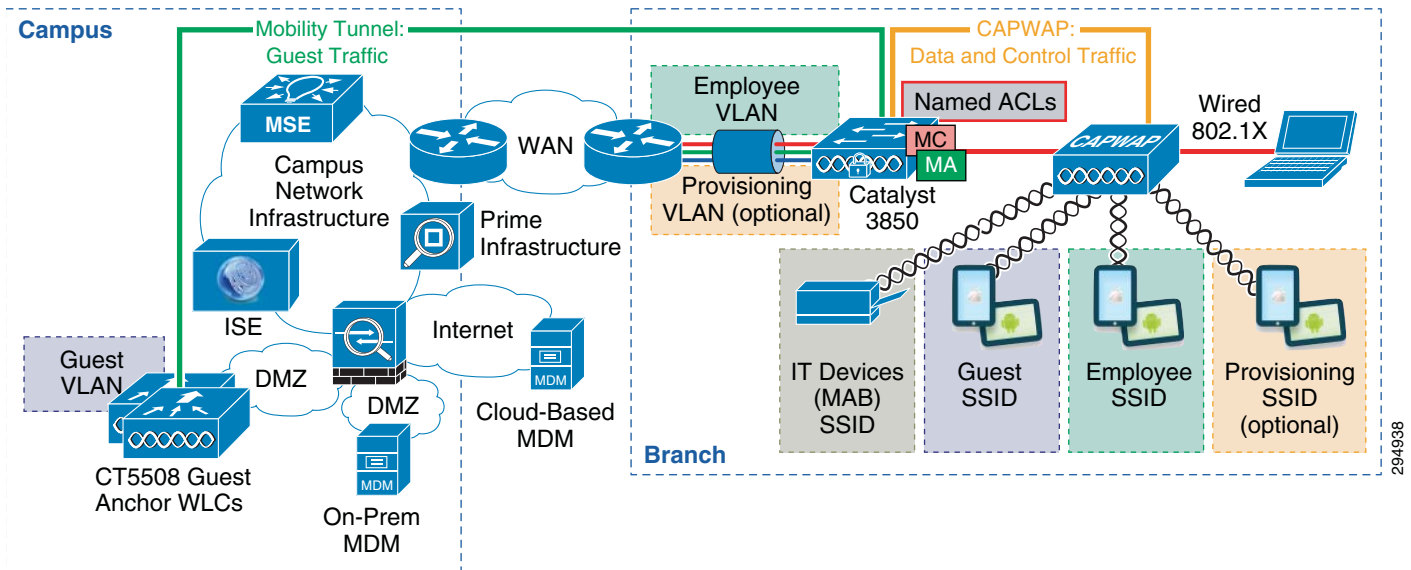 Campus
Mobility Tunnel:
Guest Traffic
CAPWAP:
Data and Control Traffic
MSE
Campus
Network
Infrastructure
WAN
Employee
VLAN
Provisioning
VLAN (optional)
Named ACLs
MC
MA
Catalyst
3850
CAPWAP
Wired
802.1X
Prime
Infrastructure
ISE
Internet
MDM
Cloud-Based
MDM
Guest
VLAN
DMZ
DMZ
CT5508 Guest
Anchor WLCs
MDM
On-Prem
MDM
IT Devices
(MAB)
SSID
Guest
SSID
Employee
SSID
Provisioning
SSID
(optional)
Branch
294938